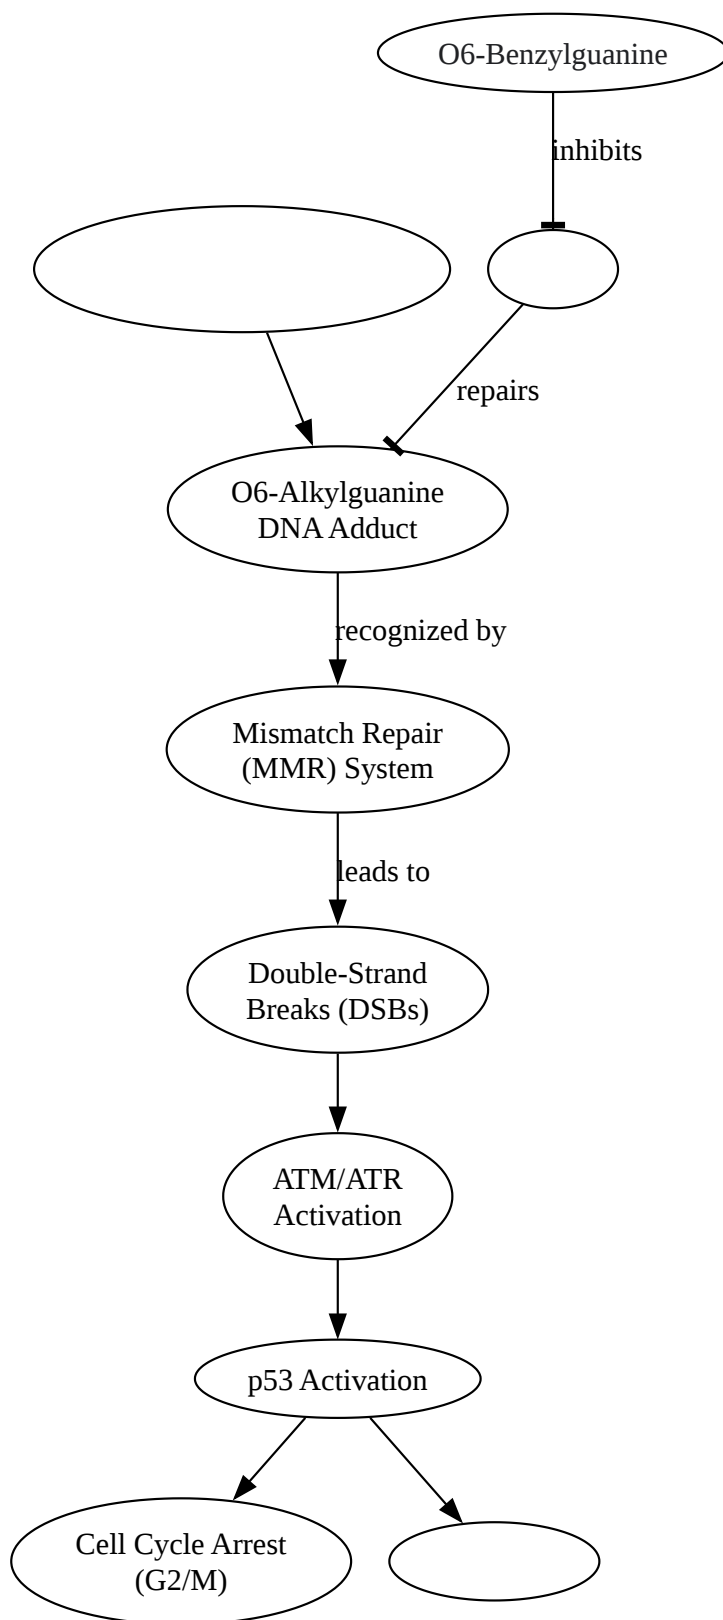 O6-Benzylguanine
inhibits
repairs
O6-Alkylguanine
DNA Adduct
recognized by
Mismatch Repair
(MMR) System
leads to
Double-Strand
Breaks (DSBs)
ATM/ATR
Activation
p53 Activation
Cell Cycle Arrest
(G2/M)